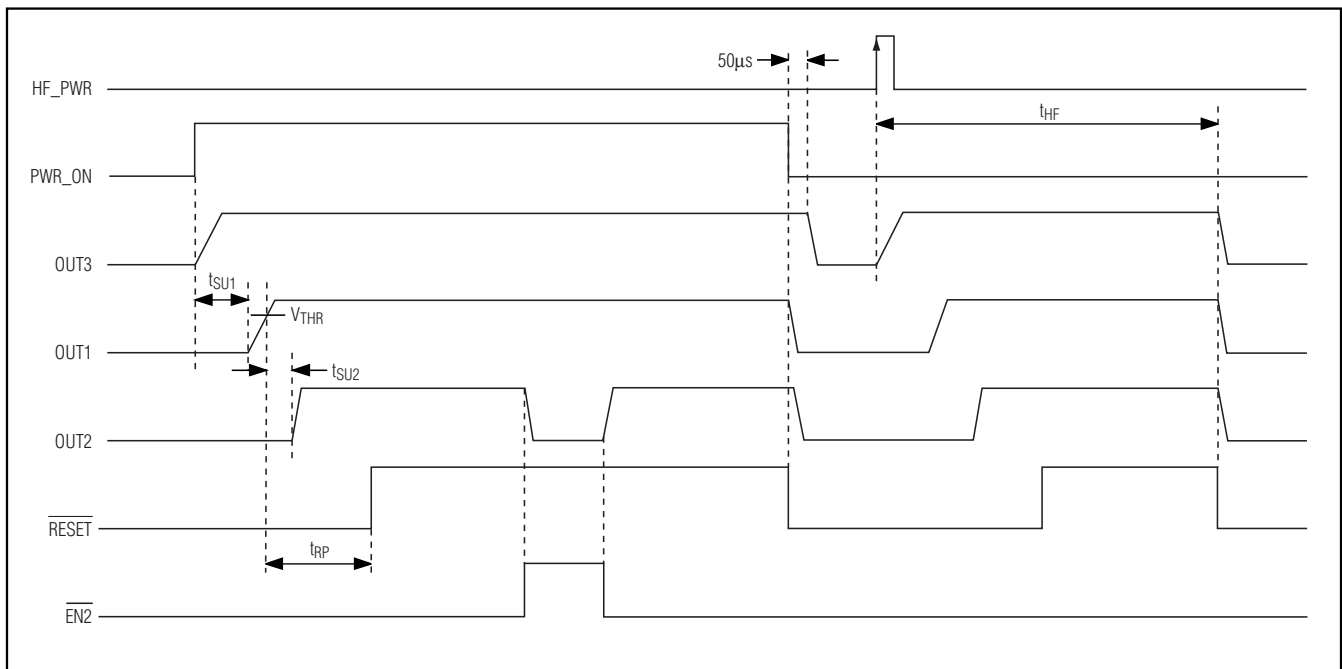 50μs
HF_PWR
tHF
PWR_ON
OUT3
tSU1
VTHR
OUT1
tSU2
OUT2
RESET
tRP
EN2